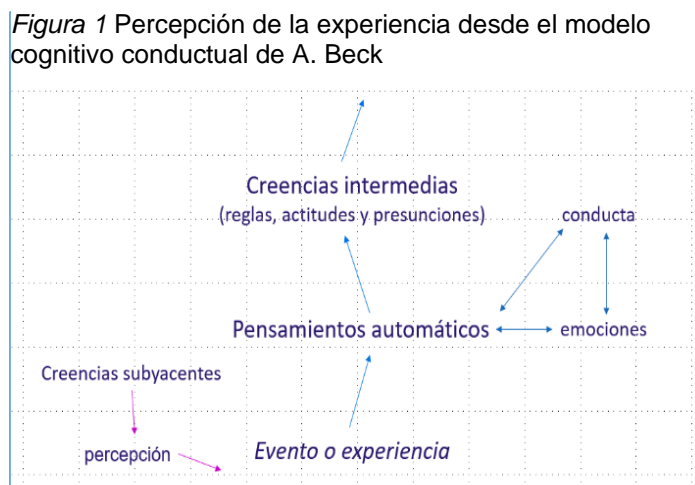 Figura 1 Percepción de la experiencia desde el modelo
cognitivo conductual de A. Beck
Creencias intermedias
(reglas, actitudes y presunciones)
conducta
Pensamientos automáticos
emociones
Creencias subyacentes
percepción
Evento o experiencia